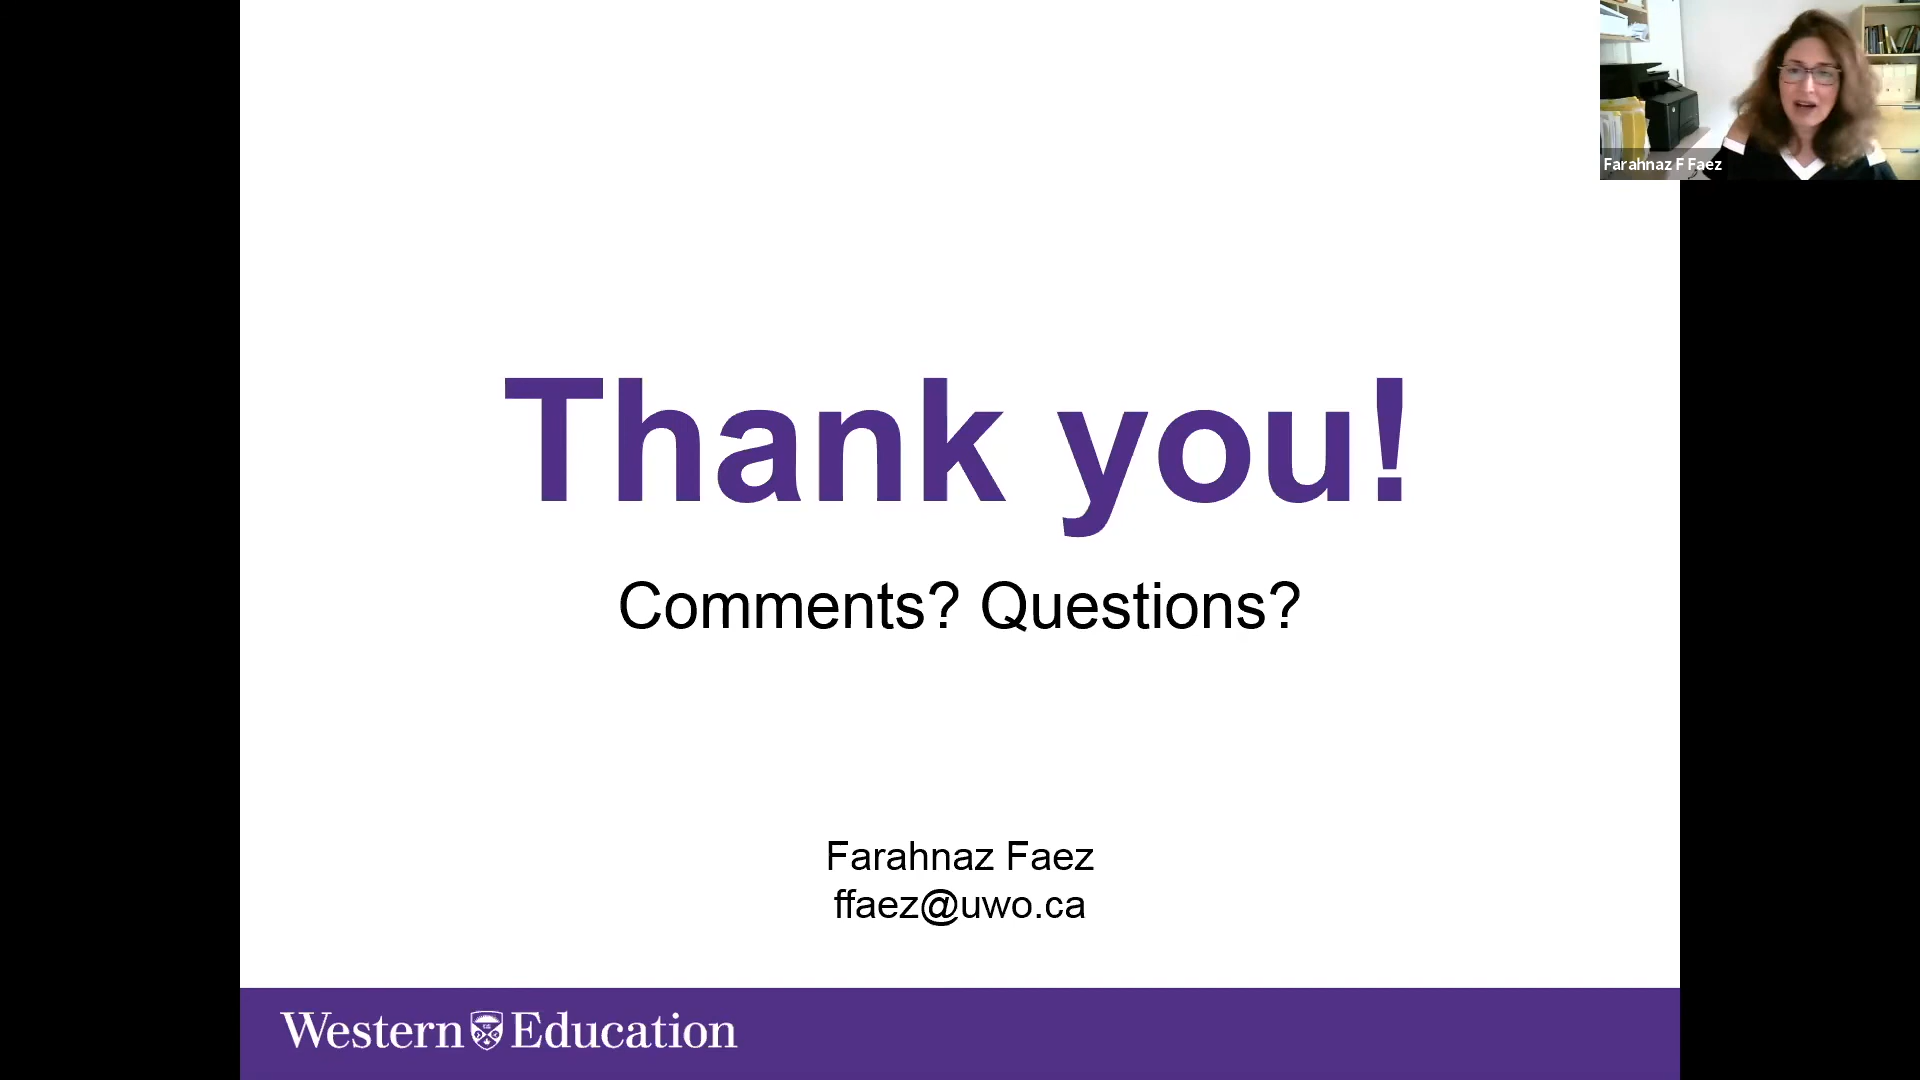 Farahnaz F Faez
Thank you!
Comments? Questions?
Farahnaz Faez
ffaez@uwo.ca
Western Education